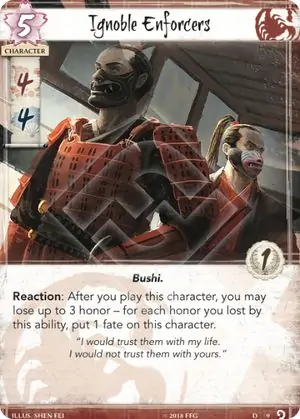 5
Ignoble Enforcers
CHARACTER
4
4
Bushi.
1
Reaction: After you play this character, you may
lose up to 3 honor – for each honor you lost by
this ability, put 1 fate on this character.
"I would trust them with my life.
I would not trust them with yours."
ILLUS. SHEN FEI
© 2018 FFG
D 9